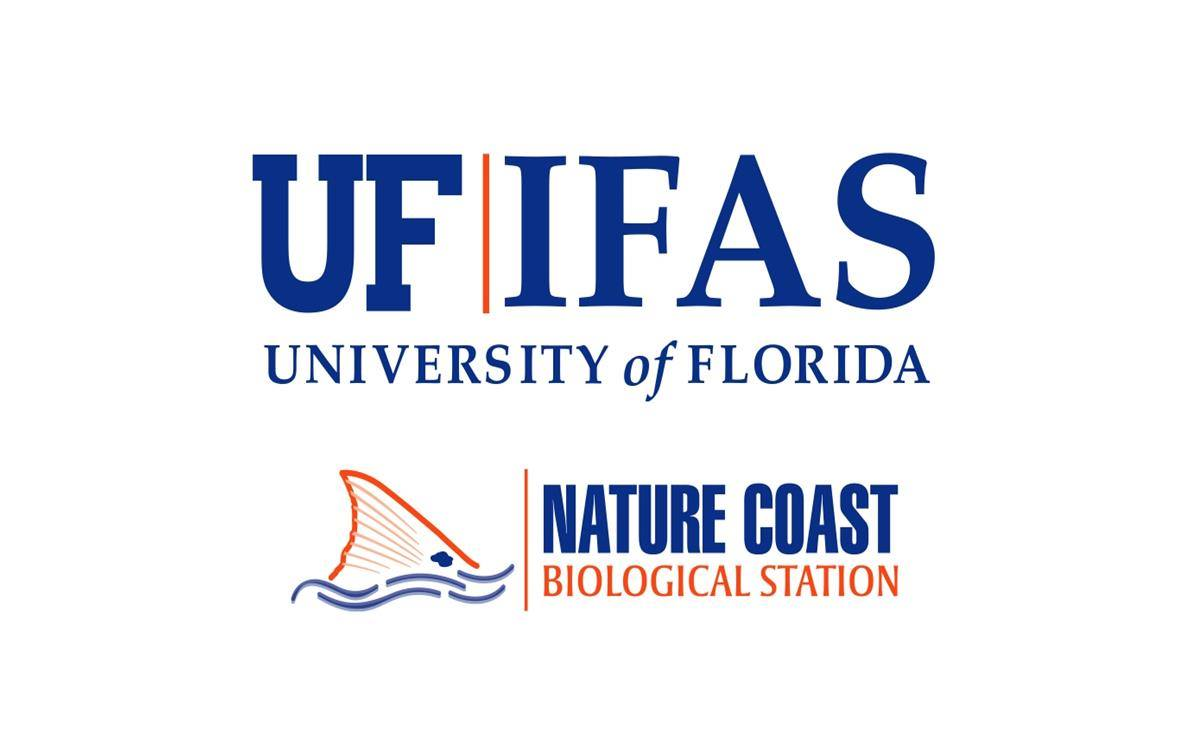 UF|IFAS
UNIVERSITY of FLORIDA
NATURE COAST
BIOLOGICAL STATION